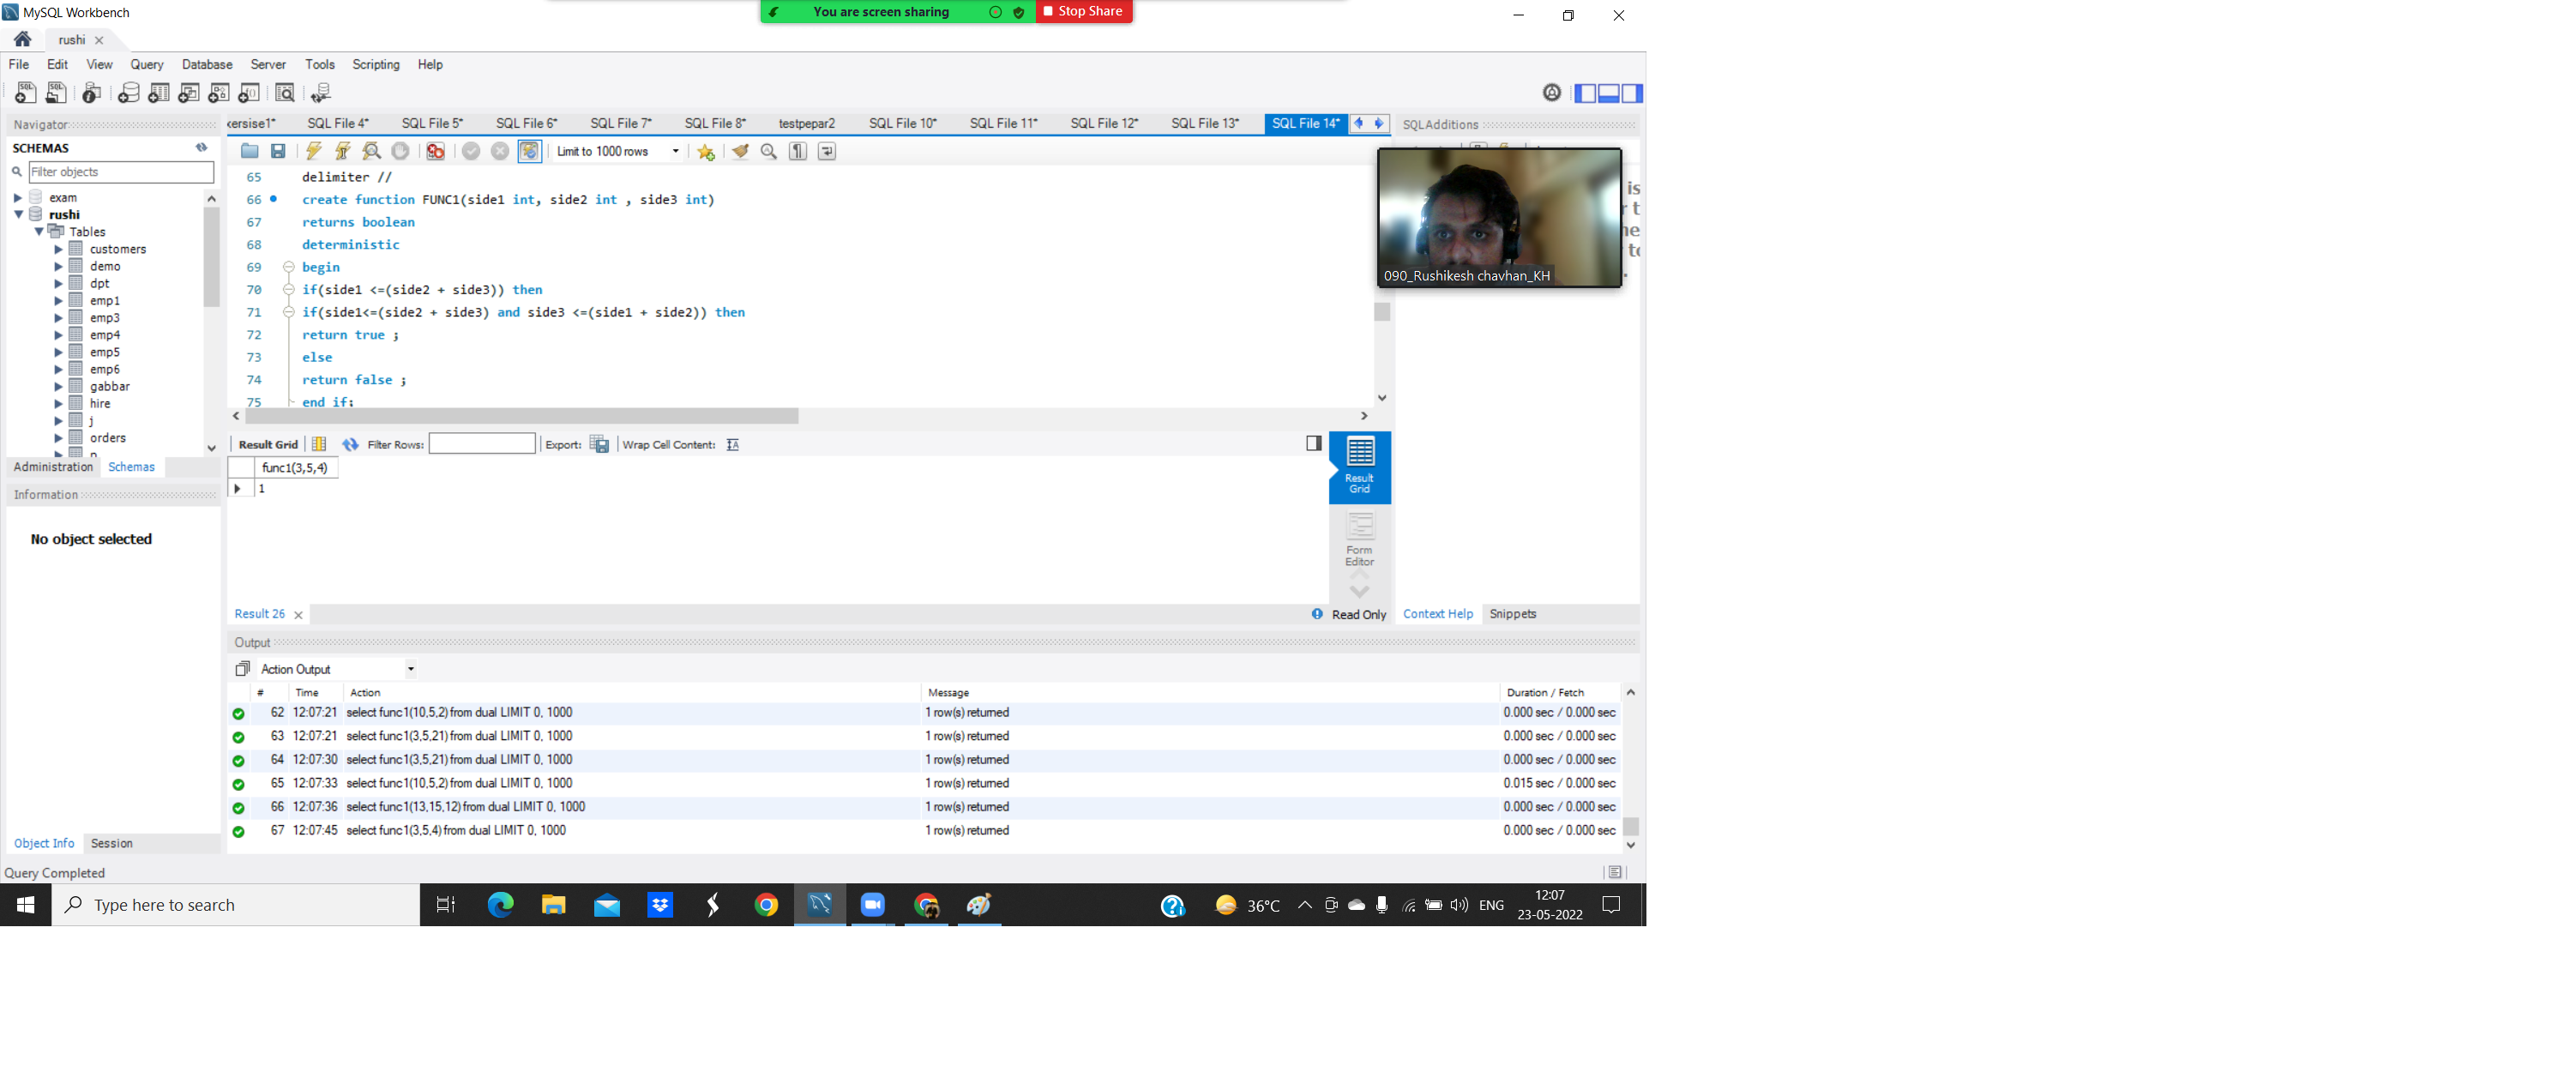 MySQL Workbench
You are screen sharing
Stop Share
rushi
File Edit View Query Database Server Tools Scripting Help
Navigator
SCHEMAS
Filter objects
exam
rushi
Tables
customers
demo
dpt
emp1
emp3
emp4
emp5
emp6
gabbar
hire
j
orders
Administration Schemas
Information
No object selected
Object Info Session
xersise1* SQL File 4* SQL File 5* SQL File 6* SQL File 7* SQL File 8* testpepar2 SQL File 10* SQL File 11* SQL File 12* SQL File 13* SQL File 14*
Limit to 1000 rows
65 delimiter //
66 create function FUNC1(side1 int, side2 int , side3 int)
67 returns boolean
68 deterministic
69 begin
70 if(side1 <=(side2 + side3)) then
71 if(side1<=(side2 + side3) and side3 <=(side1 + side2)) then
72 return true ;
73 else
74 return false ;
75 end if;
Result Grid Filter Rows: Export: Wrap Cell Content:
func1(3,5,4)
1
Result Grid
Form Editor
Result 26
Read Only
SQLAdditions
090_Rushikesh chavhan_KH
Context Help Snippets
Output
Action Output
# Time Action Message Duration / Fetch
62 12:07:21 select func1(10,5,2) from dual LIMIT 0, 1000 1 row(s) returned 0.000 sec / 0.000 sec
63 12:07:21 select func1(3,5,21) from dual LIMIT 0, 1000 1 row(s) returned 0.000 sec / 0.000 sec
64 12:07:30 select func1(3,5,21) from dual LIMIT 0, 1000 1 row(s) returned 0.000 sec / 0.000 sec
65 12:07:33 select func1(10,5,2) from dual LIMIT 0, 1000 1 row(s) returned 0.015 sec / 0.000 sec
66 12:07:36 select func1(13,15,12) from dual LIMIT 0, 1000 1 row(s) returned 0.000 sec / 0.000 sec
67 12:07:45 select func1(3,5,4) from dual LIMIT 0, 1000 1 row(s) returned 0.000 sec / 0.000 sec
Query Completed
Type here to search
36°C
ENG
12:07
23-05-2022